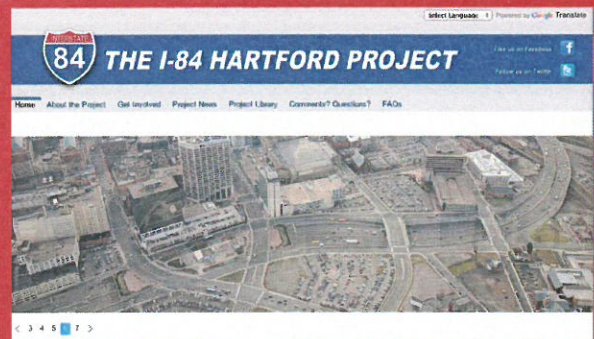 Select Language
Powered by Google Translate
INTERSTATE
84
THE I-84 HARTFORD PROJECT
Like us on Facebook
Follow us on Twitter
Home About the Project Get Involved Project News Project Library Comments? Questions? FAQs
< 3 4 5 6 7 >